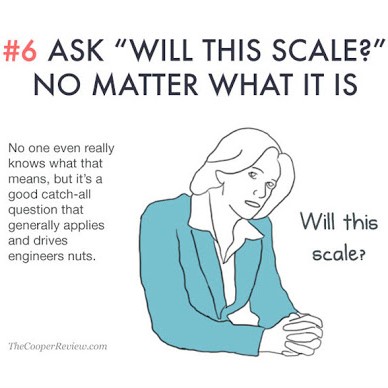 #6 ASK “WILL THIS SCALE?”
NO MATTER WHAT IT IS
No one even really
knows what that
means, but it’s a
good catch-all
question that
generally applies
and drives
engineers nuts.
Will this
scale?
TheCooperReview.com